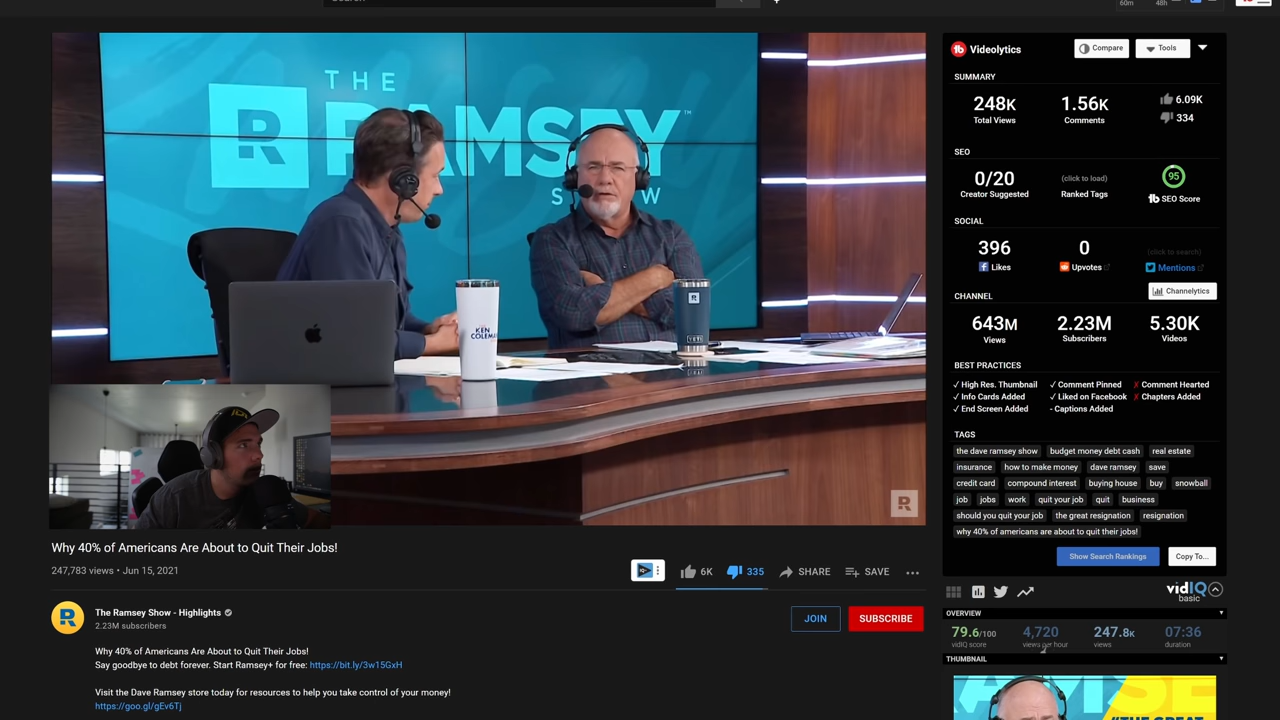 60m
48h
THE
R
RAMSEY™
SHOW
KEN
COLEMAN
R
YETI
R
Videolytics
Compare
Tools
SUMMARY
248K
Total Views
1.56K
Comments
6.09K
334
SEO
0/20
Creator Suggested
(click to load)
Ranked Tags
95
SEO Score
SOCIAL
396
Likes
0
Upvotes
(click to search)
Mentions
Channelytics
CHANNEL
643M
Views
2.23M
Subscribers
5.30K
Videos
BEST PRACTICES
✓ High Res. Thumbnail ✓ Comment Pinned ✗ Comment Hearted
✓ Info Cards Added ✓ Liked on Facebook ✗ Chapters Added
✓ End Screen Added - Captions Added
TAGS
the dave ramsey show budget money debt cash real estate
insurance how to make money dave ramsey save
credit card compound interest buying house buy snowball
job jobs work quit your job quit business
should you quit your job the great resignation resignation
why 40% of americans are about to quit their jobs!
Show Search Rankings Copy To...
vidIQ
basic
OVERVIEW
79.6/100
vidIQ score
4,720
views per hour
247.8K
views
07:36
duration
THUMBNAIL
"THE GREAT
Why 40% of Americans Are About to Quit Their Jobs!
247,783 views • Jun 15, 2021
6K 335 SHARE SAVE ...
R
The Ramsey Show - Highlights
2.23M subscribers
JOIN
SUBSCRIBE
Why 40% of Americans Are About to Quit Their Jobs!
Say goodbye to debt forever. Start Ramsey+ for free: https://bit.ly/3w15GxH
Visit the Dave Ramsey store today for resources to help you take control of your money!
https://goo.gl/gEv6Tj